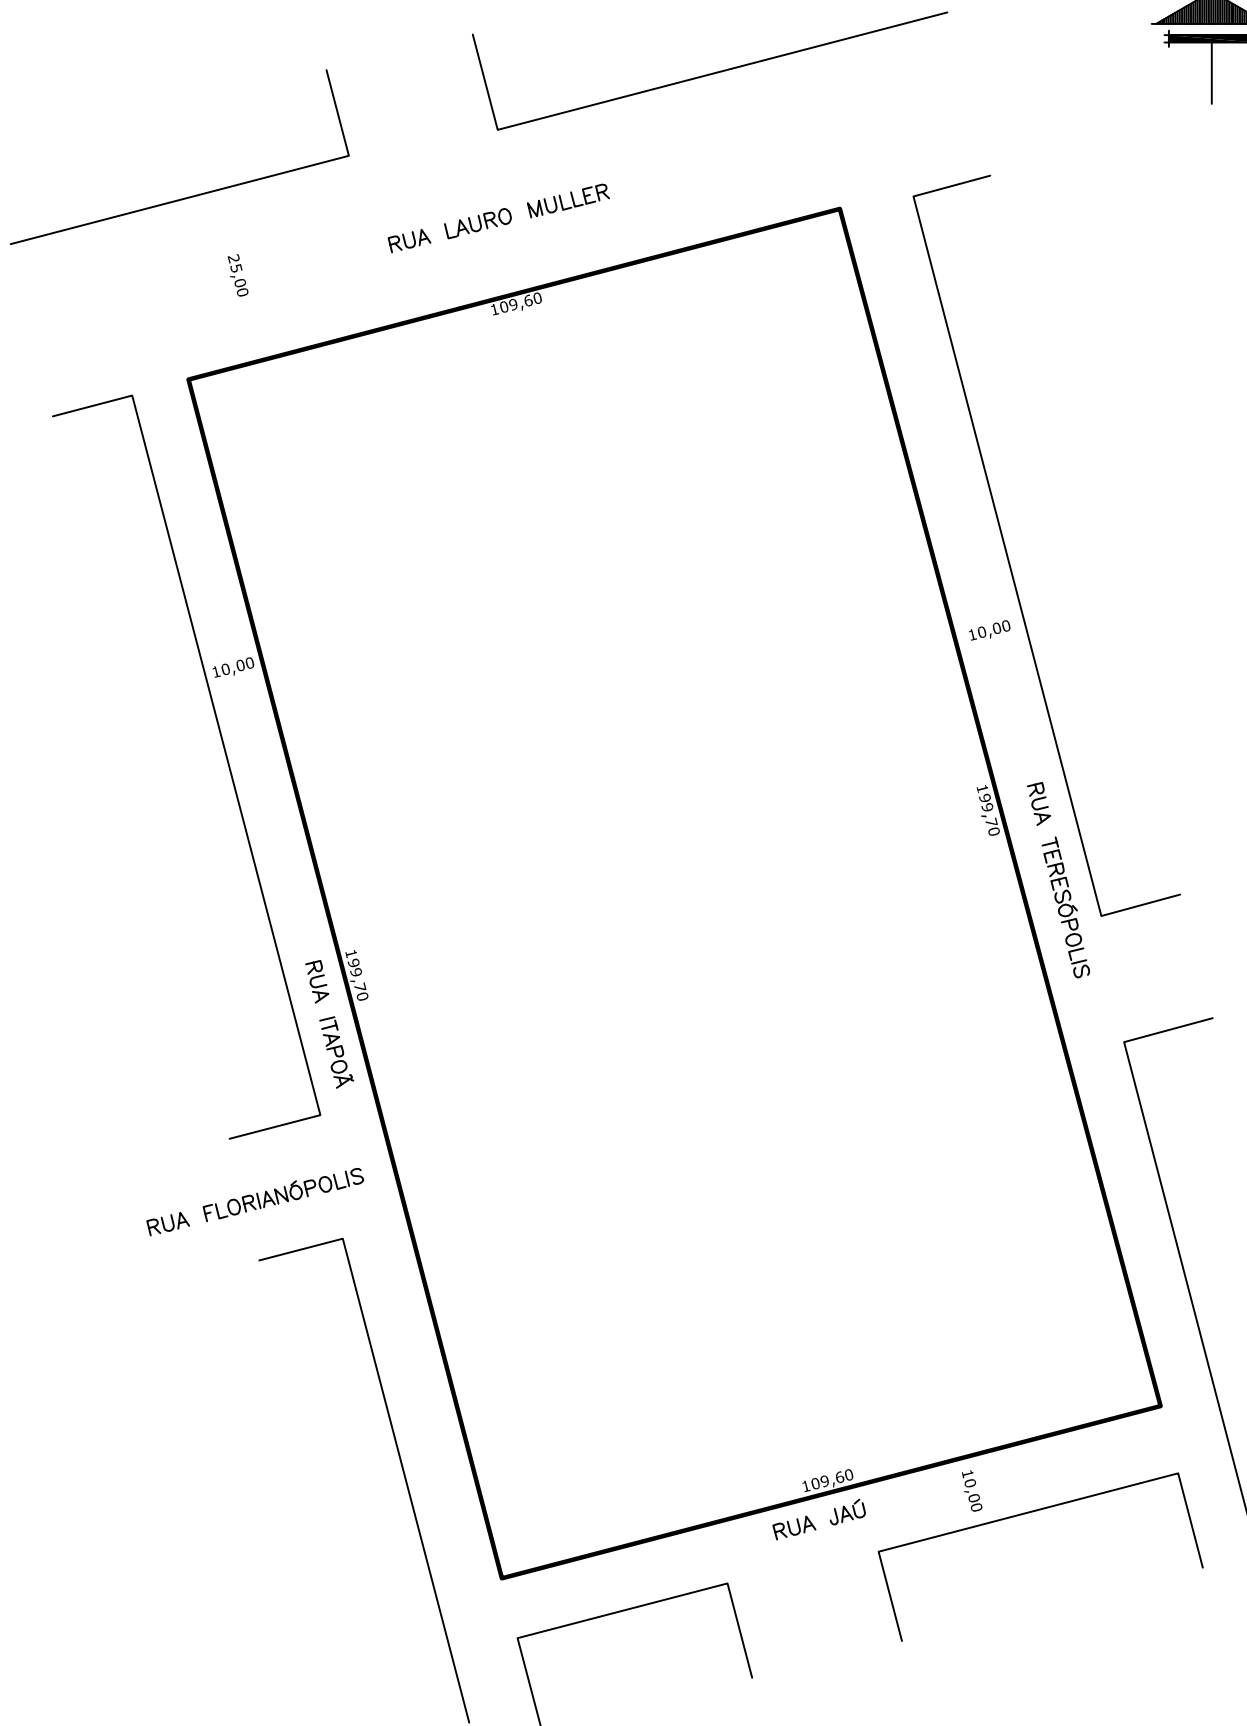 RUA LAURO MULLER
25,00
109,60
10,00
10,00
199,70
RUA TERESÓPOLIS
199,70
RUA ITAPOÃ
RUA FLORIANÓPOLIS
109,60
10,00
RUA JAÚ